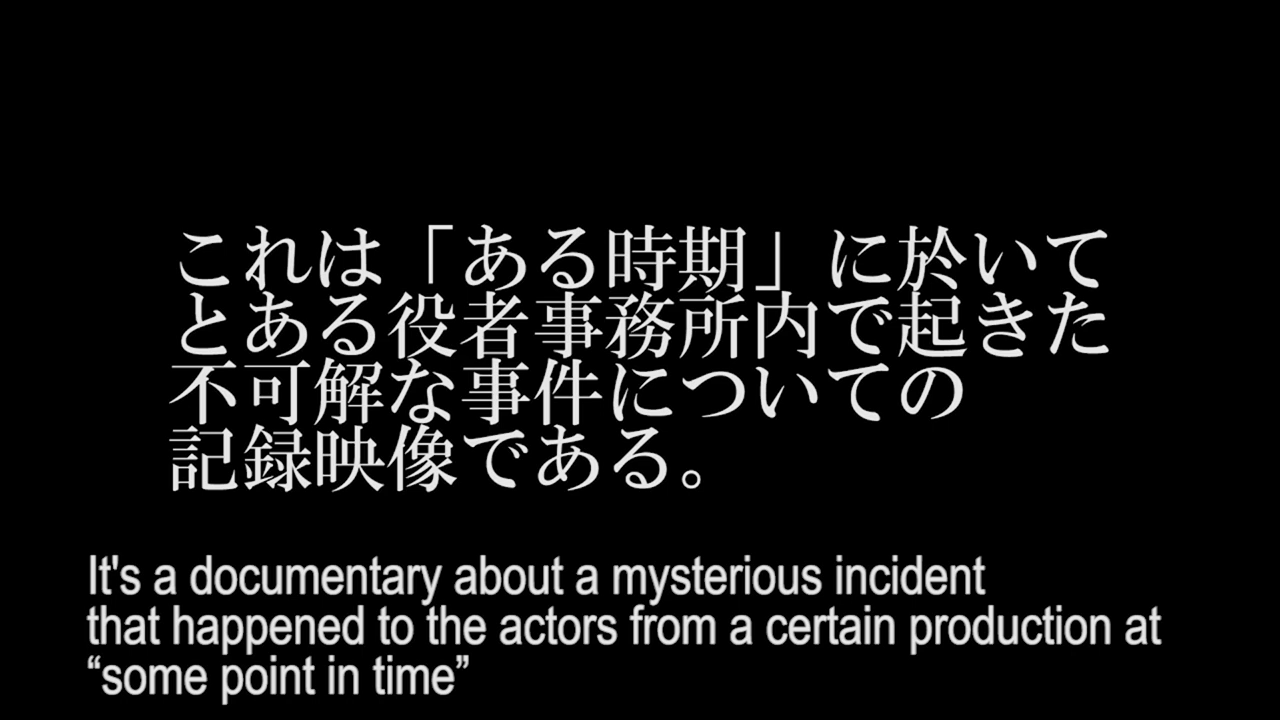 これは「ある時期」に於いて
とある役者事務所内で起きた
不可解な事件についての
記録映像である。
It's a documentary about a mysterious incident
that happened to the actors from a certain production at
“some point in time”